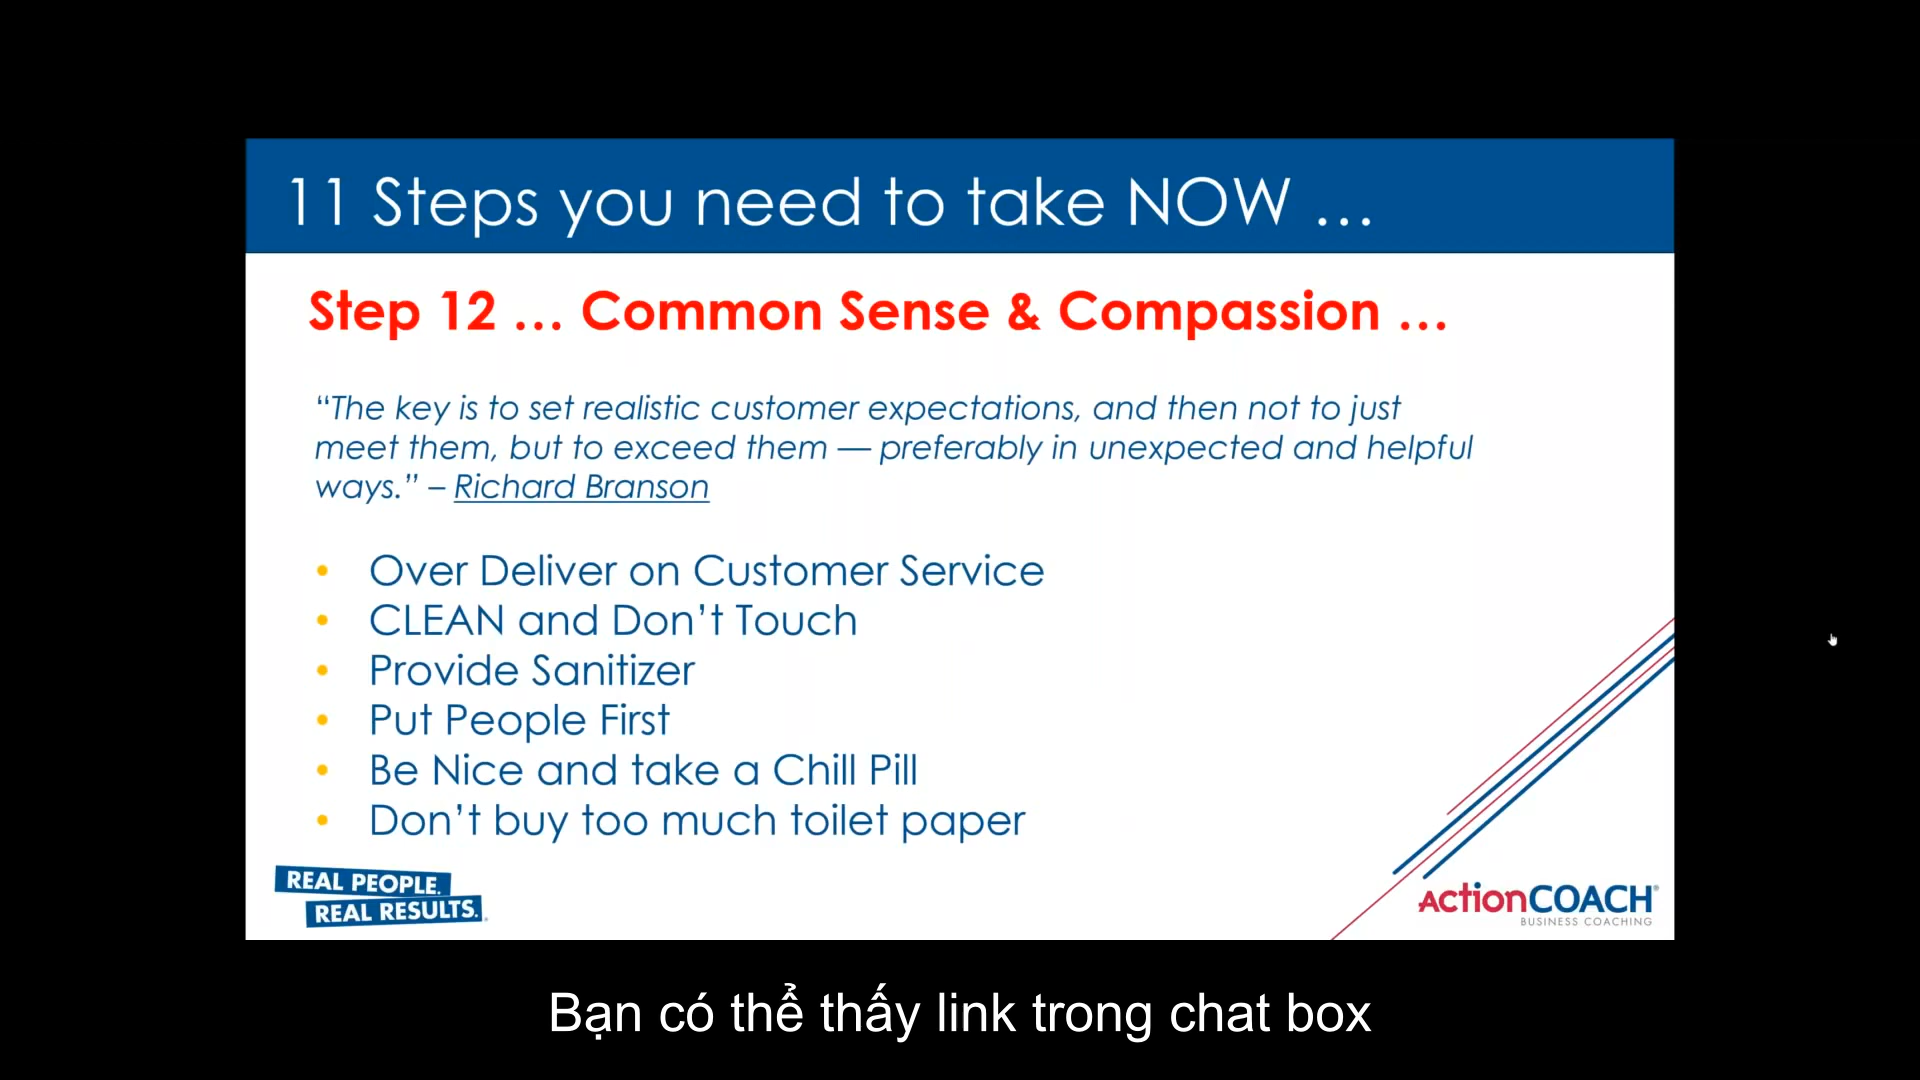 11 Steps you need to take NOW …
Step 12 … Common Sense & Compassion …
“The key is to set realistic customer expectations, and then not to just
meet them, but to exceed them — preferably in unexpected and helpful
ways.” – Richard Branson
• Over Deliver on Customer Service
• CLEAN and Don’t Touch
• Provide Sanitizer
• Put People First
• Be Nice and take a Chill Pill
• Don’t buy too much toilet paper
REAL PEOPLE.
REAL RESULTS.
ActionCOACH®
BUSINESS COACHING
Bạn có thể thấy link trong chat box